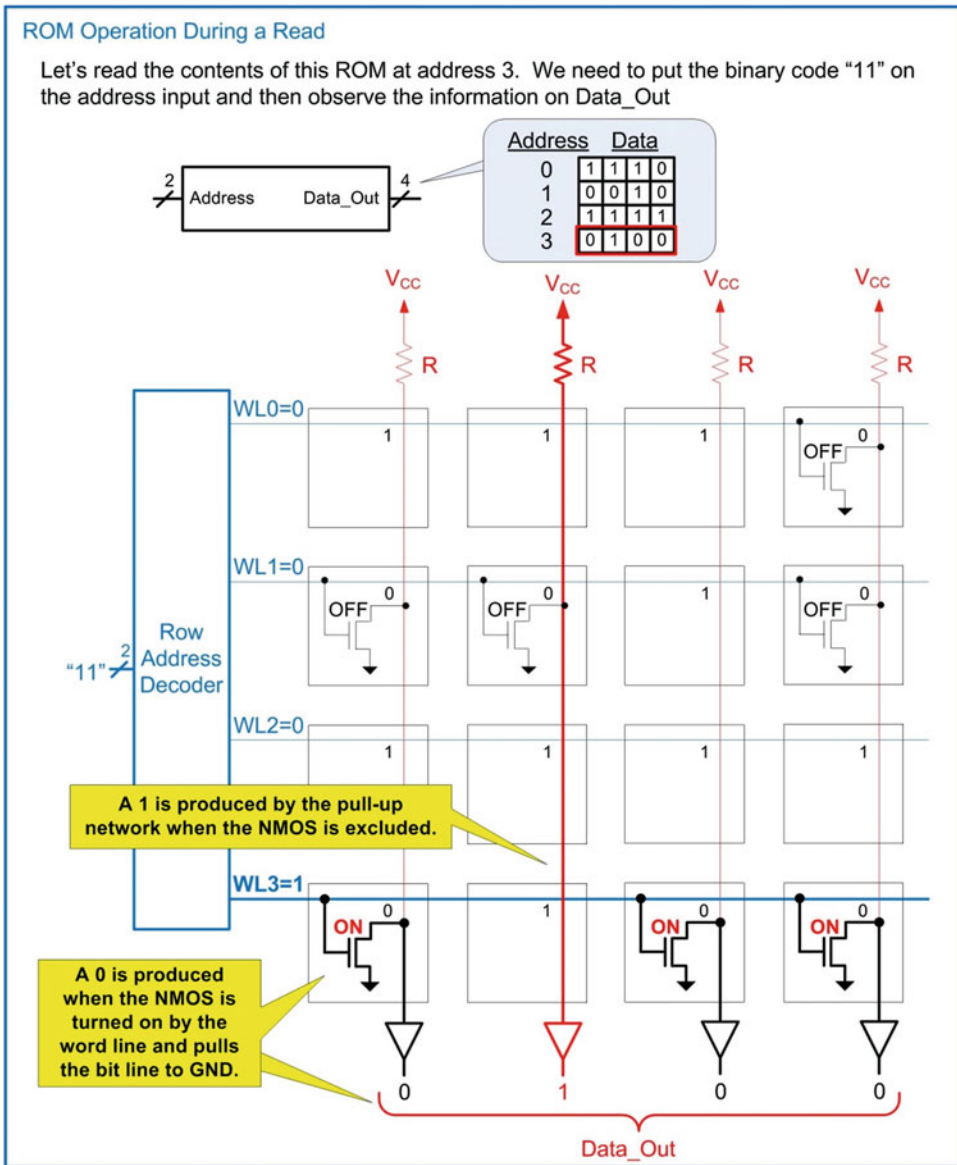 ROM Operation During a Read
Let's read the contents of this ROM at address 3. We need to put the binary code “11” on
the address input and then observe the information on Data_Out
Address Data
0 1 1 1 0
1 0 0 1 0
2 1 1 1 1
3 0 1 0 0
2 Address Data_Out 4
VCC VCC VCC VCC
R R R R
WL0=0
1 1 1 0
OFF
WL1=0
0 0 1 0
OFF OFF OFF
“11” 2
Row
Address
Decoder
WL2=0
1 1 1 1
A 1 is produced by the pull-up
network when the NMOS is excluded.
WL3=1
0 1 0 0
ON ON ON
A 0 is produced
when the NMOS is
turned on by the
word line and pulls
the bit line to GND.
0 1 0 0
Data_Out